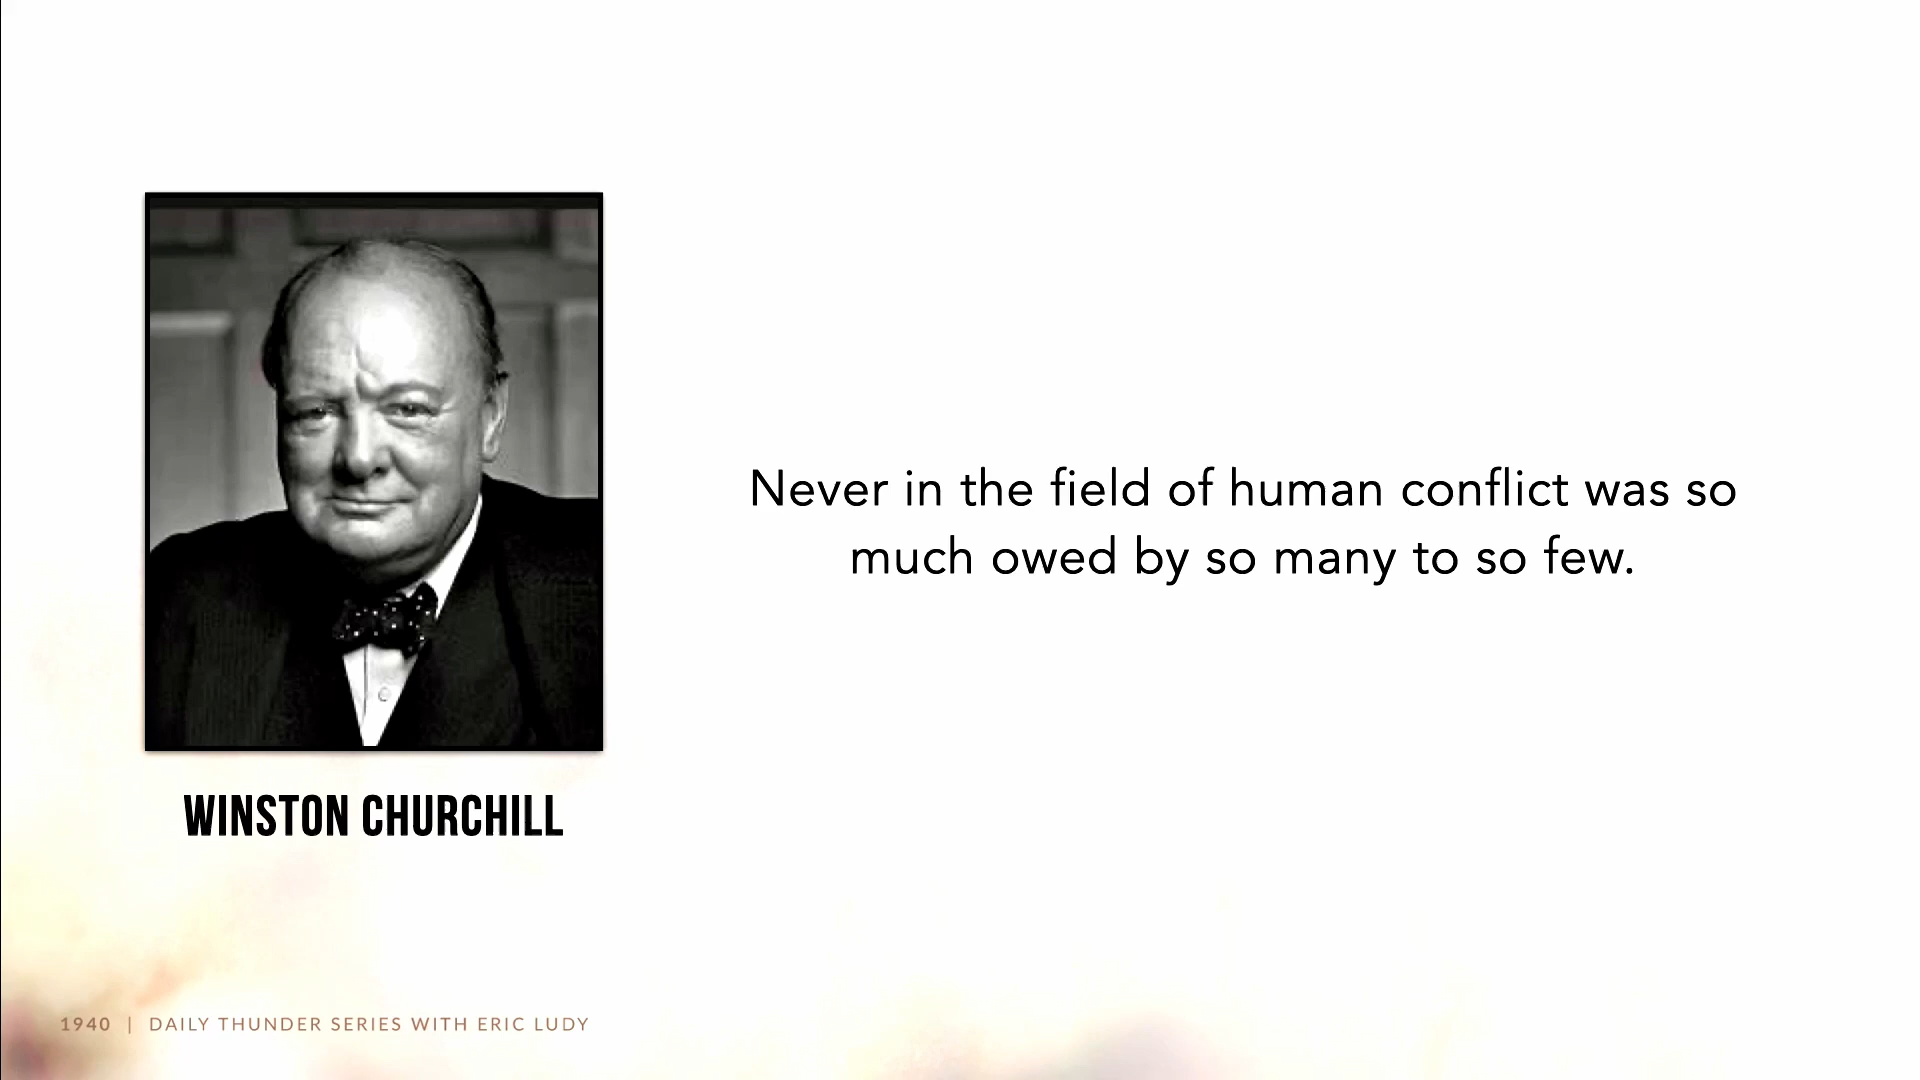 Never in the field of human conflict was so
much owed by so many to so few.
WINSTON CHURCHILL
1940 | DAILY THUNDER SERIES WITH ERIC LUDY